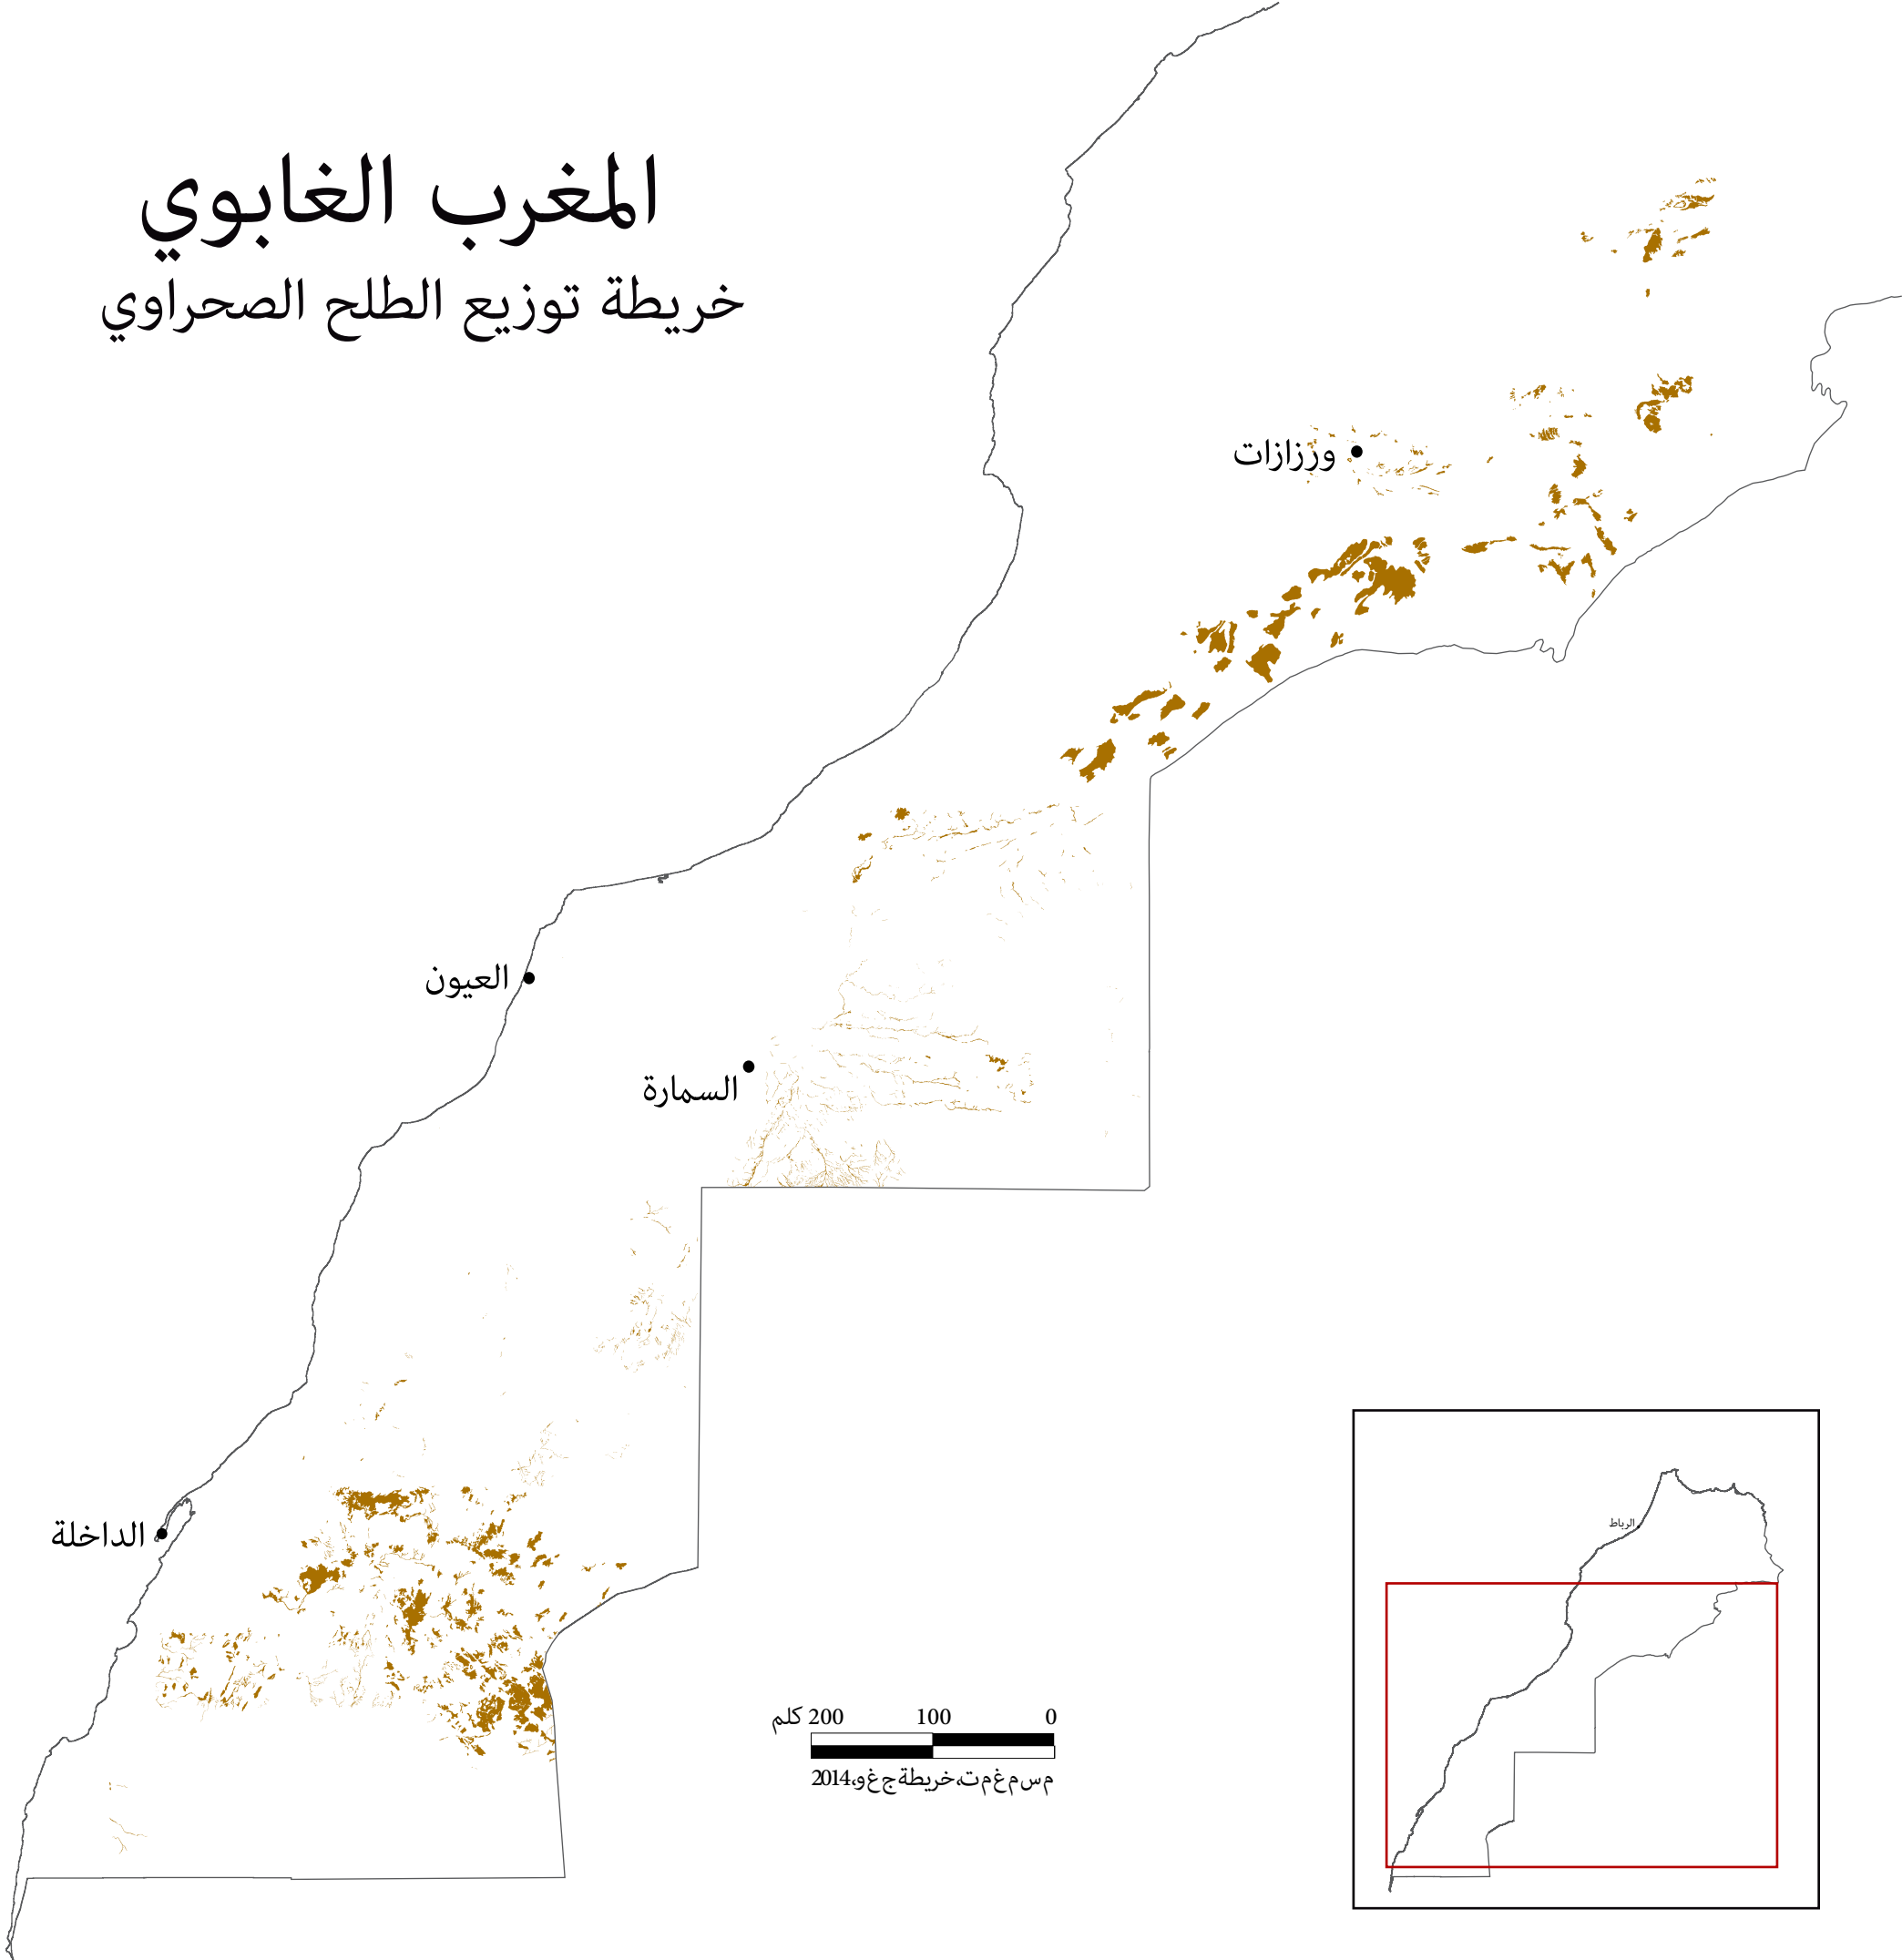 المغرب الغابوي
خريطة توزيع الطلح الصحراوي
ورزازات
العيون
السمارة
الداخلة
الرباط
0 100 200 كلم
م س م غ م ت، خريطة ج غ و، 2014